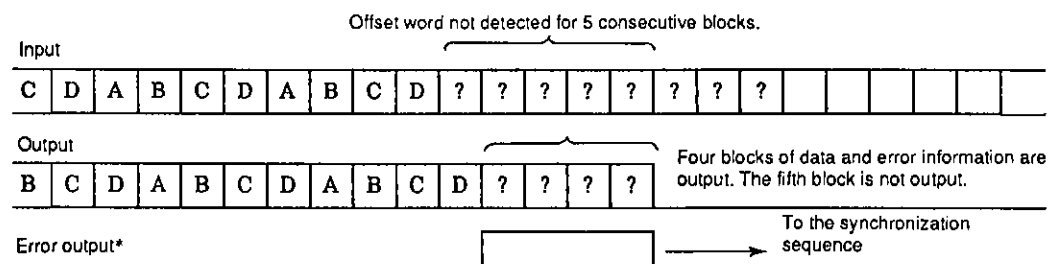 Offset word not detected for 5 consecutive blocks.
Input
C D A B C D A B C D ? ? ? ? ? ? ? ?
Output
B C D A B C D A B C D ? ? ? ?
Four blocks of data and error information are
output. The fifth block is not output.
Error output*
To the synchronization
sequence